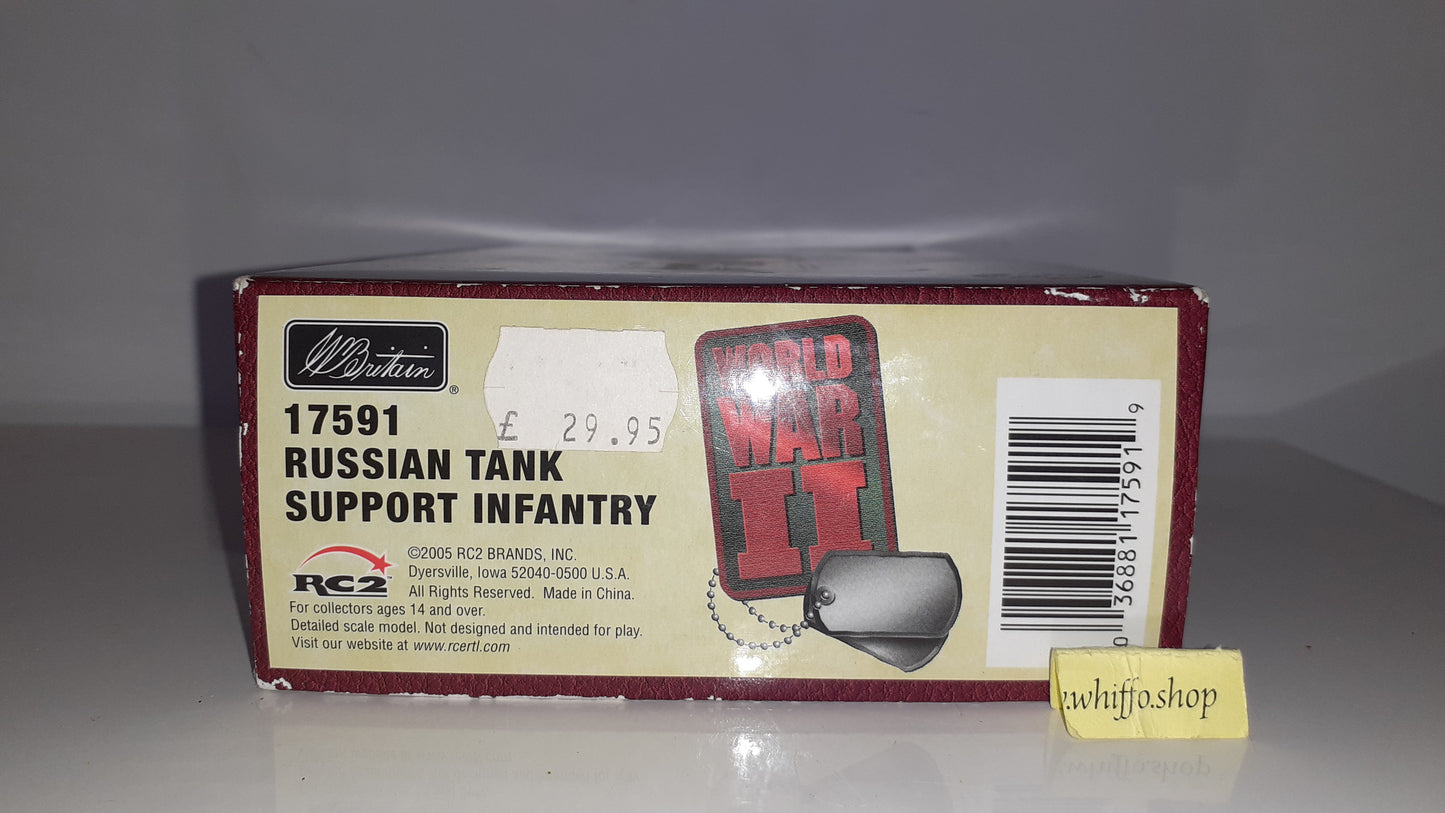 W Britain
®
17591
RUSSIAN TANK
SUPPORT INFANTRY
£ 29.95
RC2
©2005 RC2 BRANDS, INC.
Dyersville, Iowa 52040-0500 U.S.A.
All Rights Reserved. Made in China.
For collectors ages 14 and over.
Detailed scale model. Not designed and intended for play.
Visit our website at www.rcertl.com
WORLD
WAR
II
0 36881 17591 9
.whiffo.shop